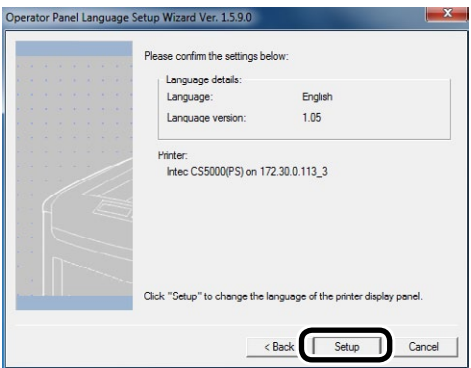 Operator Panel Language Setup Wizard Ver. 1.5.9.0
Please confirm the settings below:
Language details:
Language: English
Language version: 1.05
Printer:
Intec CS5000(PS) on 172.30.0.113_3
Click "Setup" to change the language of the printer display panel.
< Back Setup Cancel